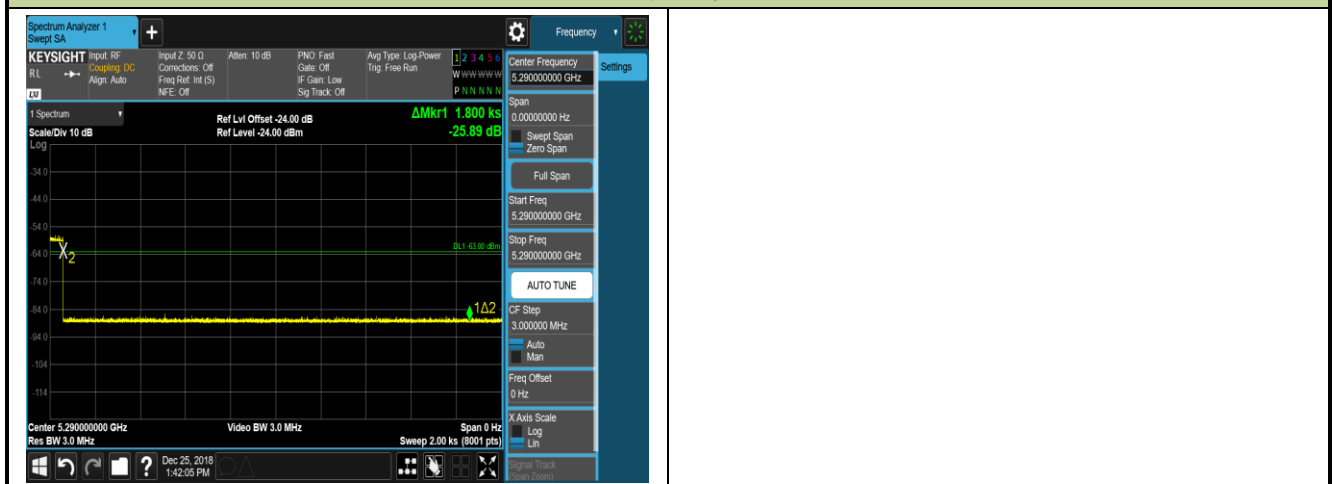 Spectrum Analyzer 1
Swept SA
+
Frequency
KEYSIGHT
RL
LXI
Input: RF
Coupling: DC
Align: Auto
Input Z: 50 Ω
Corrections: Off
Freq Ref: Int (S)
NFE: Off
Atten: 10 dB
PNO: Fast
Gate: Off
IF Gain: Low
Sig Track: Off
Avg Type: Log-Power
Trig: Free Run
1 2 3 4 5 6
W W W W W W
P N N N N N
1 Spectrum
Scale/Div 10 dB
Log
Ref Lvl Offset -24.00 dB
Ref Level -24.00 dBm
ΔMkr1 1.800 ks
-25.89 dB
-34.0
-44.0
-54.0
-64.0
-74.0
-84.0
-94.0
-104
-114
X2
DL1 -63.00 dBm
1Δ2
Center 5.290000000 GHz
Res BW 3.0 MHz
Video BW 3.0 MHz
Span 0 Hz
Sweep 2.00 ks (8001 pts)
Center Frequency
5.290000000 GHz
Settings
Span
0.00000000 Hz
Swept Span
Zero Span
Full Span
Start Freq
5.290000000 GHz
Stop Freq
5.290000000 GHz
AUTO TUNE
CF Step
3.000000 MHz
Auto
Man
Freq Offset
0 Hz
X Axis Scale
Log
Lin
Signal Track
(Span Zoom)
?
Dec 25, 2018
1:42:05 PM